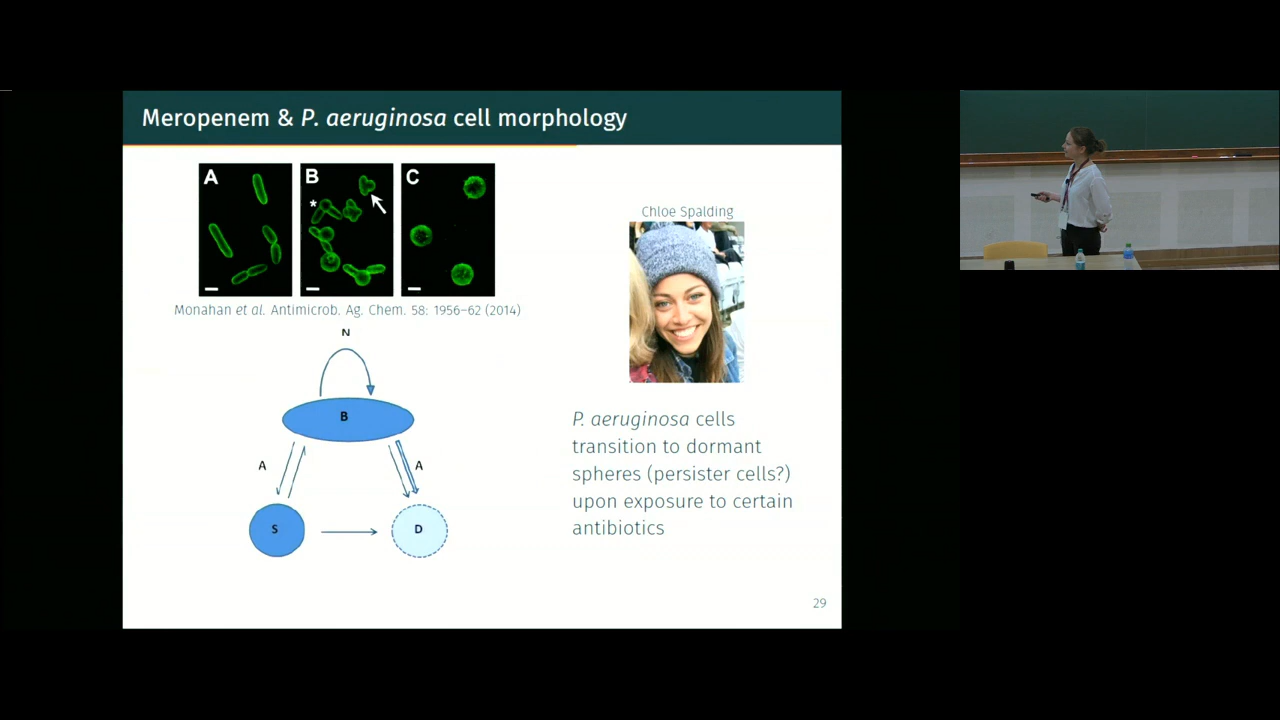 Meropenem & P. aeruginosa cell morphology
A
B
C
*
Monahan et al. Antimicrob. Ag. Chem. 58: 1956–62 (2014)
N
B
A
A
S
D
Chloe Spalding
P. aeruginosa cells
transition to dormant
spheres (persister cells?)
upon exposure to certain
antibiotics
29